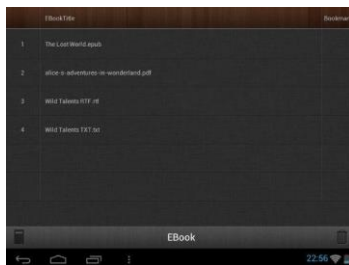 EBookTitle Bookmar
1 The Lost World.epub
2 alice-s-adventures-in-wonderland.pdf
3 Wild Talents RTF.rtf
4 Wild Talents TXT.txt
EBook
22:56